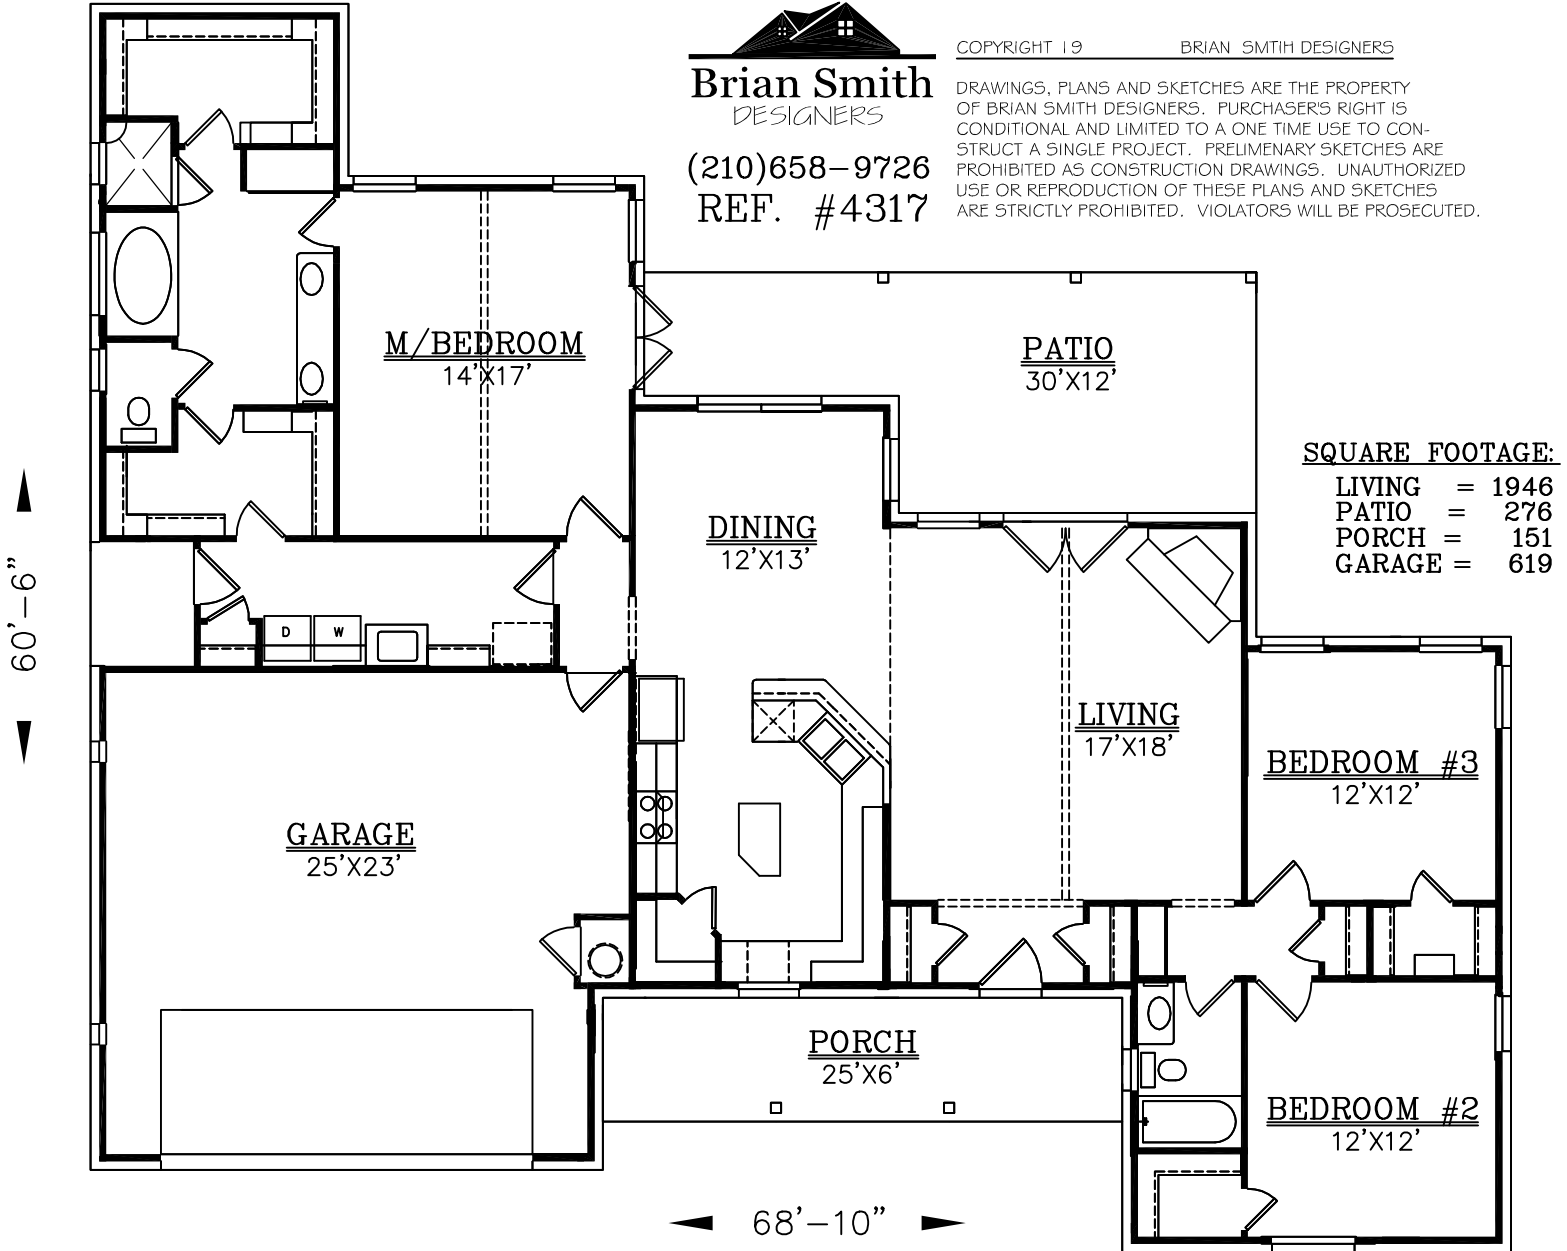 Brian Smith
DESIGNERS
(210)658-9726
REF. #4317
COPYRIGHT 19 BRIAN SMTIH DESIGNERS
DRAWINGS, PLANS AND SKETCHES ARE THE PROPERTY
OF BRIAN SMITH DESIGNERS. PURCHASER'S RIGHT IS
CONDITIONAL AND LIMITED TO A ONE TIME USE TO CON-
STRUCT A SINGLE PROJECT. PRELIMENARY SKETCHES ARE
PROHIBITED AS CONSTRUCTION DRAWINGS. UNAUTHORIZED
USE OR REPRODUCTION OF THESE PLANS AND SKETCHES
ARE STRICTLY PROHIBITED. VIOLATORS WILL BE PROSECUTED.
M/BEDROOM
14'X17'
PATIO
30'X12'
SQUARE FOOTAGE:
LIVING = 1946
PATIO = 276
PORCH = 151
GARAGE = 619
DINING
12'X13'
60'-6"
D W
LIVING
17'X18'
BEDROOM #3
12'X12'
GARAGE
25'X23'
PORCH
25'X6'
BEDROOM #2
12'X12'
68'-10"